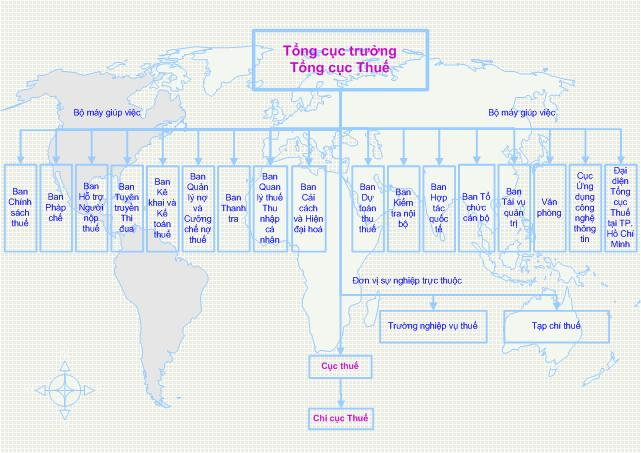 Tổng cục trưởng
Tổng cục Thuế
Bộ máy giúp việc
Bộ máy giúp việc
Ban
Chính
sách
thuế
Ban
Pháp
chế
Ban
Hỗ trợ
Người
nộp
thuế
Ban
Tuyên
truyền
Thi
đua
Ban
Kê
khai và
Kế
toán
thuế
Ban
Quản
lý nợ
và
Cưỡng
chế nợ
thuế
Ban
Thanh
tra
Ban
Quan
lý thuế
Thu
nhập
cá
nhân
Ban
Cải
cách
và Hiện
đại hoá
Ban
Dự
toán
thu
thuế
Ban
Kiểm
tra nội
bộ
Ban
Hợp
tác
quốc
tế
Ban Tổ
chức
cán bộ
Ban
Tài vụ
quản
trị
Văn
phòng
Cục
Ứng
dụng
công
nghệ
thông
tin
Đại
diện
Tổng
cục
Thuế
tại TP.
Hồ Chí
Minh
Đơn vị sự nghiệp trực thuộc
Trường nghiệp vụ thuế
Tạp chí thuế
Cục thuế
Chi cục Thuế